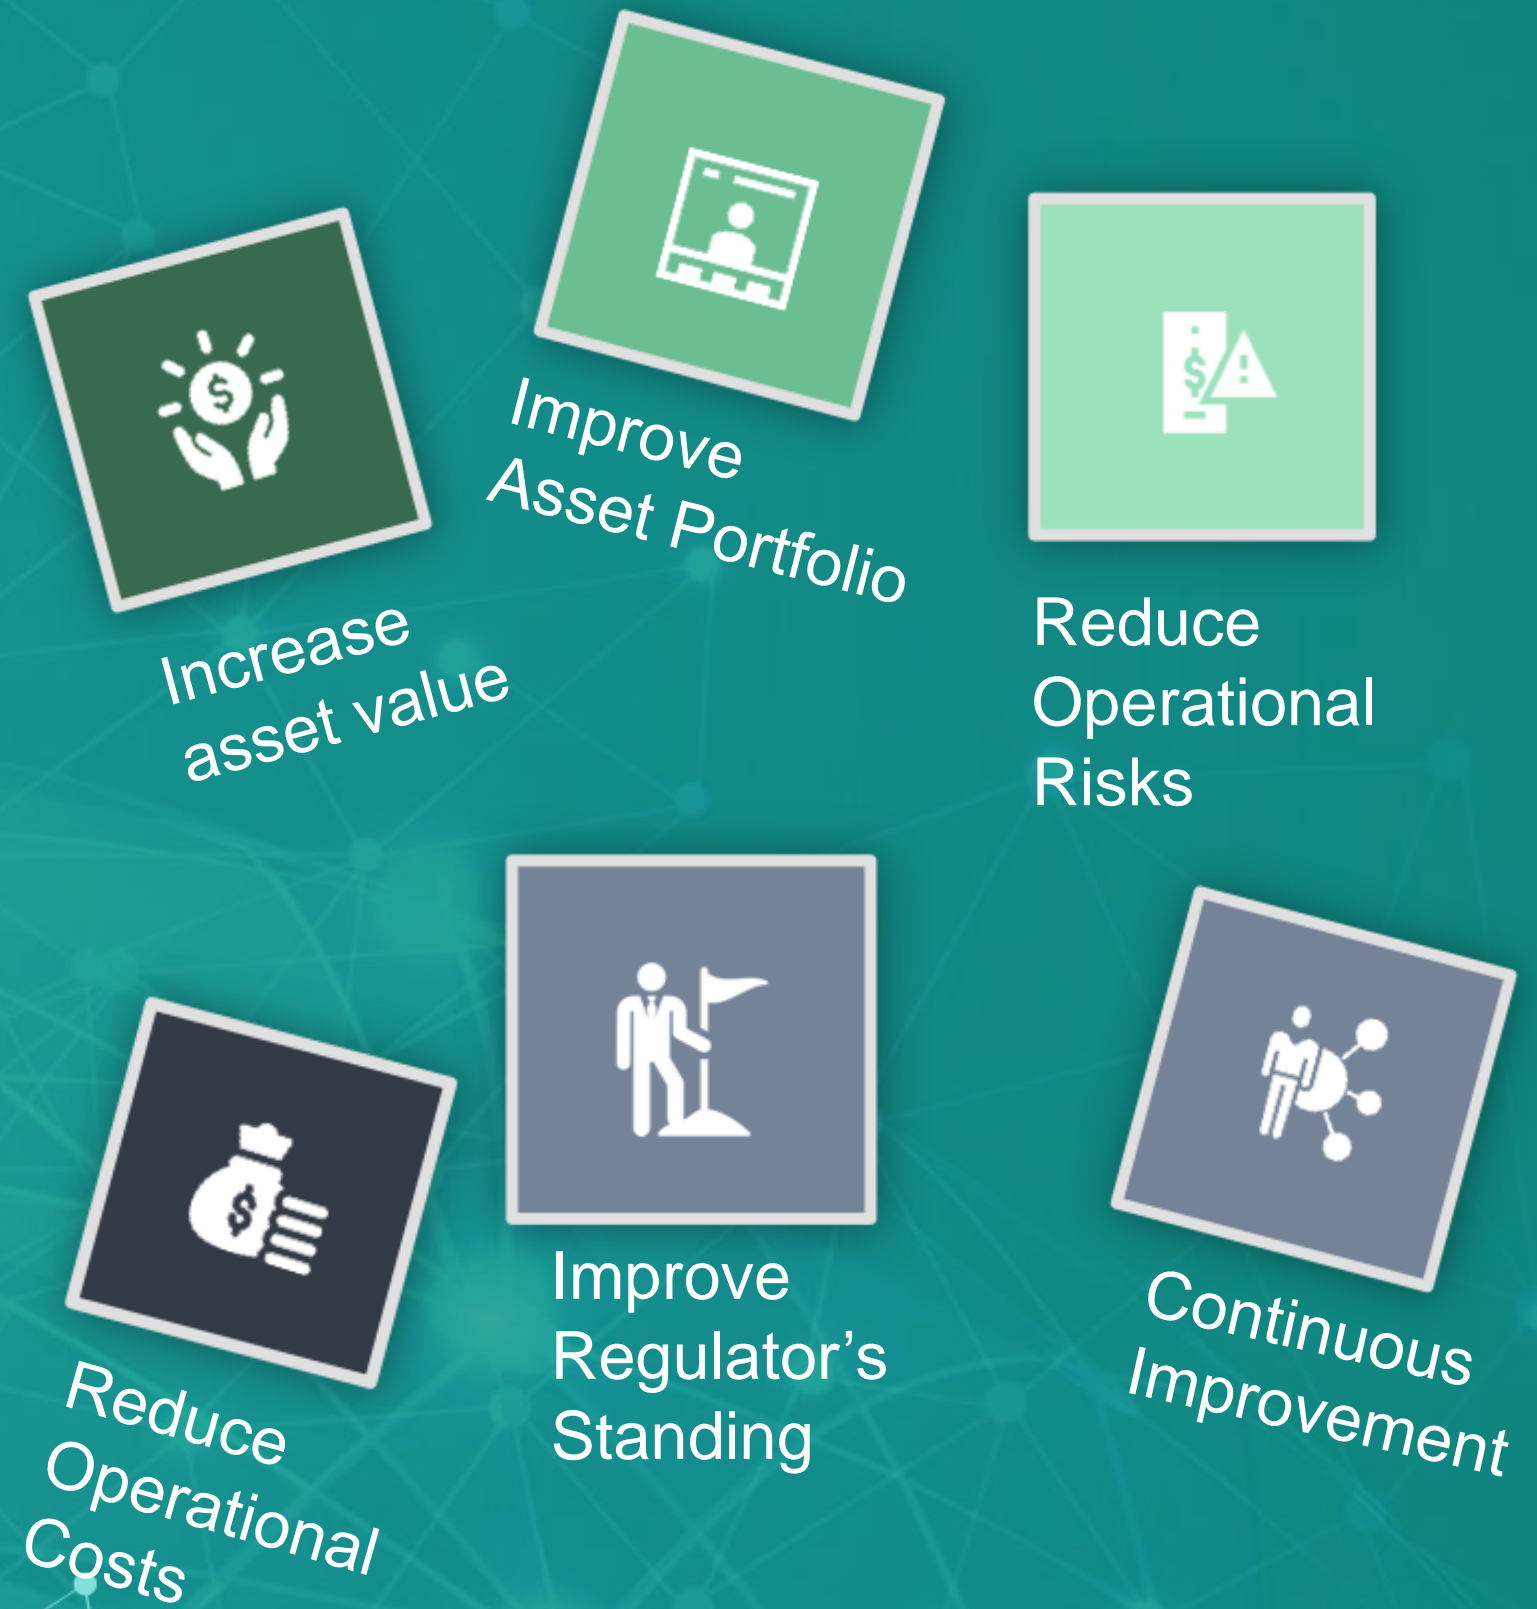 Increase
asset value
Improve
Asset Portfolio
Reduce
Operational
Risks
Reduce
Operational
Costs
Improve
Regulator’s
Standing
Continuous
Improvement